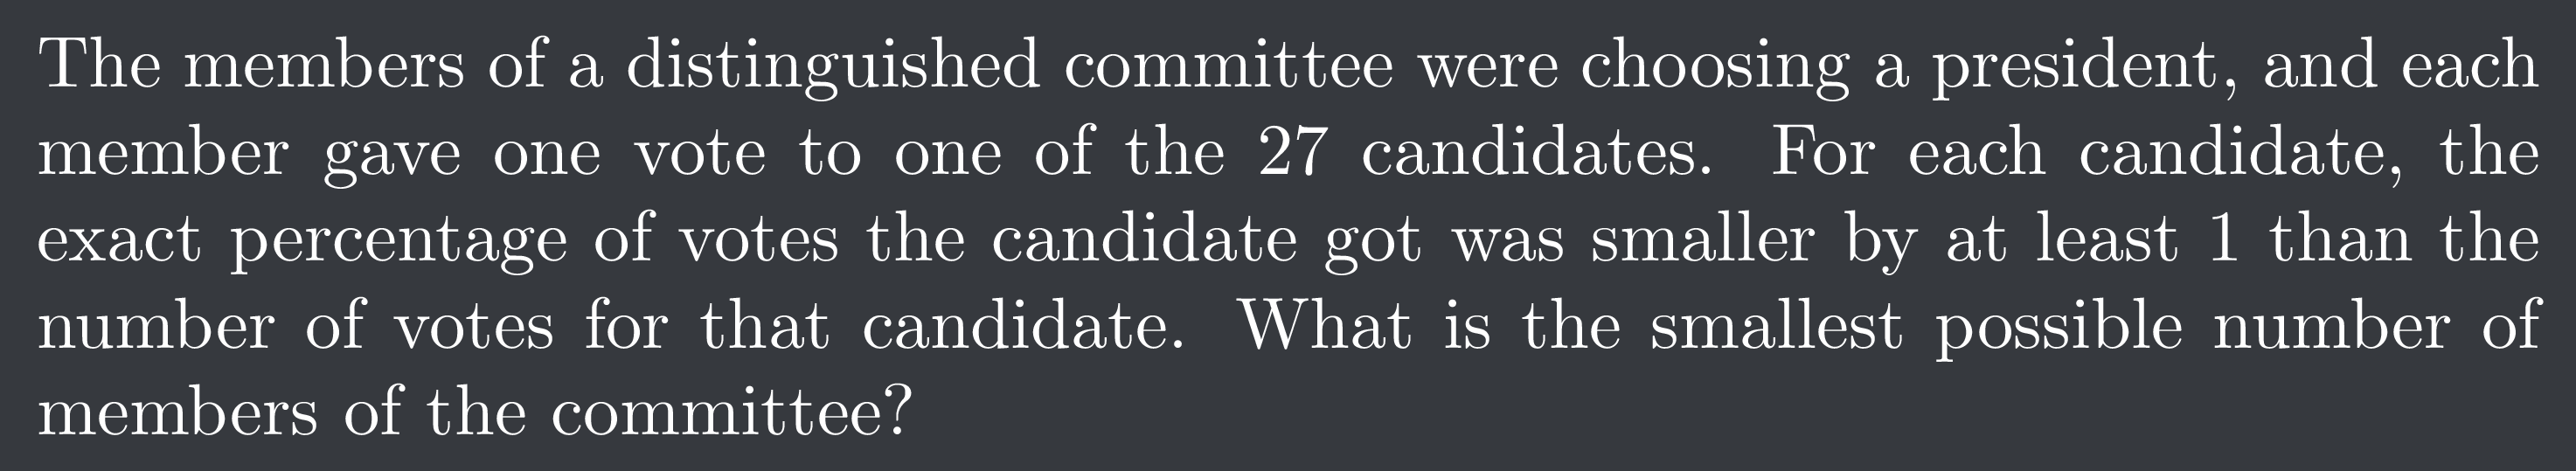 The members of a distinguished committee were choosing a president, and each
member gave one vote to one of the 27 candidates. For each candidate, the
exact percentage of votes the candidate got was smaller by at least 1 than the
number of votes for that candidate. What is the smallest possible number of
members of the committee?